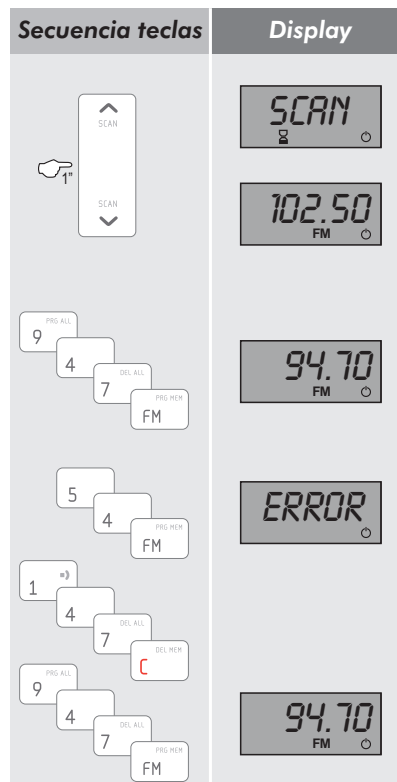 Secuencia teclas Display
SCAN
SCAN
1"
SCAN
102.50
FM
PRG ALL
9
4
DEL ALL
7
PRG MEM
FM
94.70
FM
5
4
PRG MEM
FM
ERROR
1 =)
4
DEL ALL
7
DEL MEM
C
PRG ALL
9
4
DEL ALL
7
PRG MEM
FM
94.70
FM